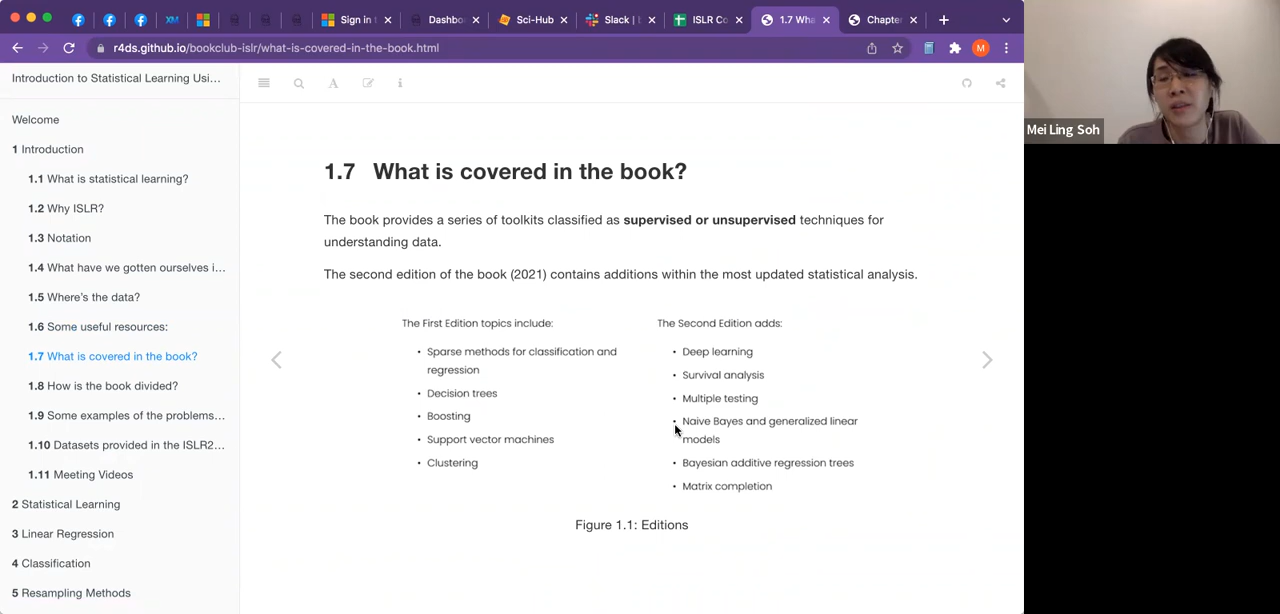 Sign in t
Dashbo
Sci-Hub
Slack | b
ISLR Co
1.7 Wha
Chapter
r4ds.github.io/bookclub-islr/what-is-covered-in-the-book.html
M
Introduction to Statistical Learning Usi...
Welcome
1 Introduction
1.1 What is statistical learning?
1.2 Why ISLR?
1.3 Notation
1.4 What have we gotten ourselves i...
1.5 Where's the data?
1.6 Some useful resources:
1.7 What is covered in the book?
1.8 How is the book divided?
1.9 Some examples of the problems...
1.10 Datasets provided in the ISLR2...
1.11 Meeting Videos
2 Statistical Learning
3 Linear Regression
4 Classification
5 Resampling Methods
1.7 What is covered in the book?
The book provides a series of toolkits classified as supervised or unsupervised techniques for
understanding data.
The second edition of the book (2021) contains additions within the most updated statistical analysis.
The First Edition topics include:
• Sparse methods for classification and
regression
• Decision trees
• Boosting
• Support vector machines
• Clustering
The Second Edition adds:
• Deep learning
• Survival analysis
• Multiple testing
• Naive Bayes and generalized linear
models
• Bayesian additive regression trees
• Matrix completion
Figure 1.1: Editions
Mei Ling Soh